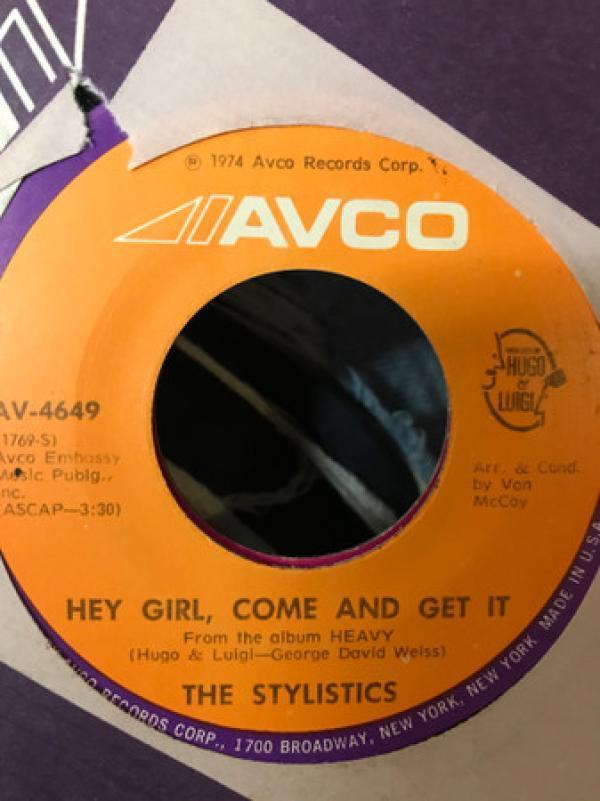 ℗ 1974 Avco Records Corp.
AVCO
AV-4649
1769-S)
Avco Embassy
Music Publg.,
Inc.
(ASCAP—3:30)
HUGO
&
LUIGI
Arr. & Cond.
by Van
McCoy
HEY GIRL, COME AND GET IT
From the album HEAVY
(Hugo & Luigi—George David Weiss)
THE STYLISTICS
AVCO RECORDS CORP., 1700 BROADWAY, NEW YORK, NEW YORK MADE IN U.S.A.